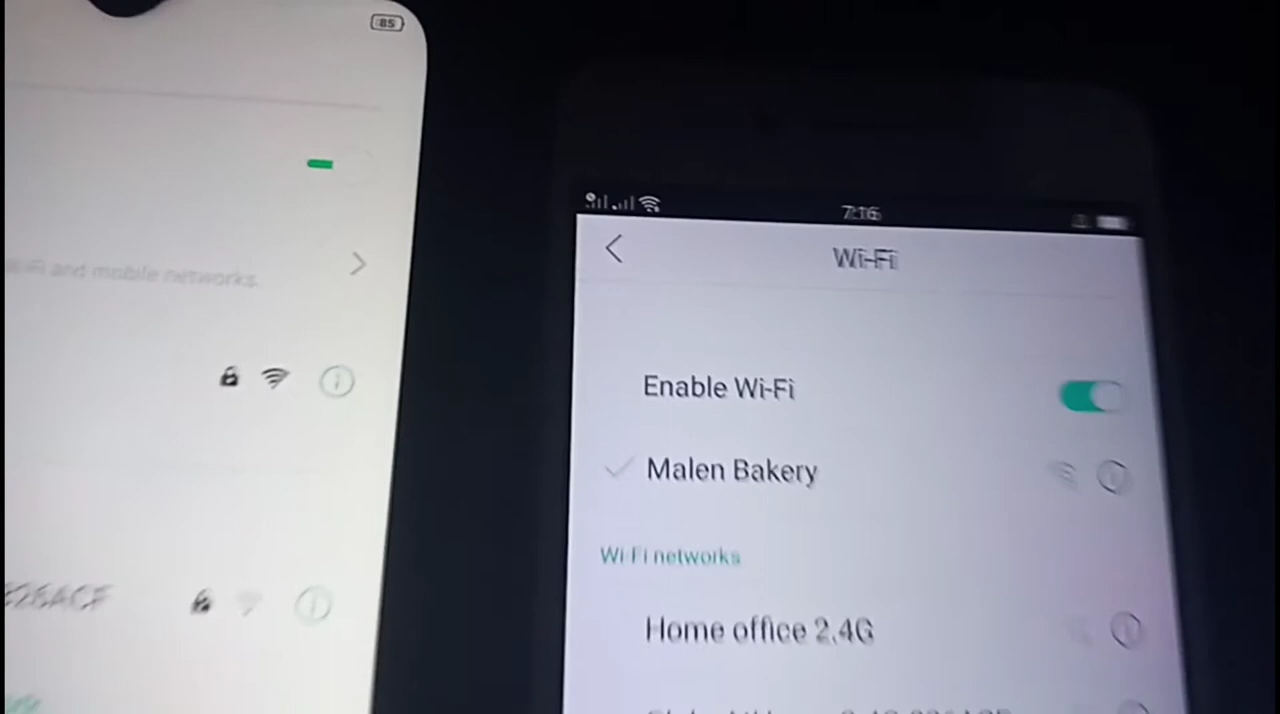 85
and mobile networks.
7:16
Wi-Fi
Enable Wi-Fi
Malen Bakery
Wi-Fi networks
Home office 2.4G